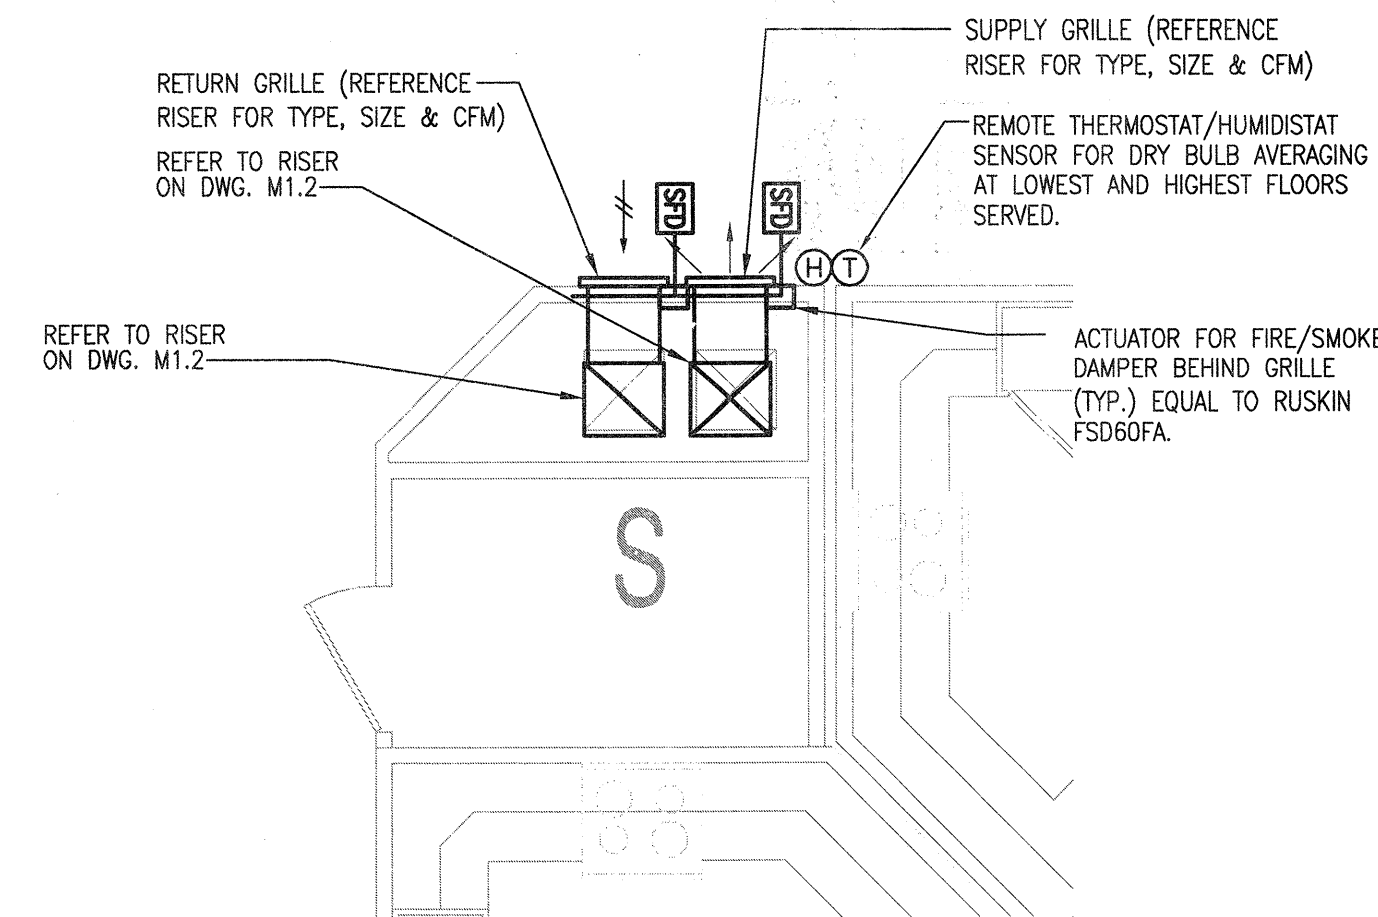 SUPPLY GRILLE (REFERENCE
RISER FOR TYPE, SIZE & CFM)
RETURN GRILLE (REFERENCE
RISER FOR TYPE, SIZE & CFM)
REFER TO RISER
ON DWG. M1.2
REMOTE THERMOSTAT/HUMIDISTAT
SENSOR FOR DRY BULB AVERAGING
AT LOWEST AND HIGHEST FLOORS
SERVED.
SFD
SFD
H
T
REFER TO RISER
ON DWG. M1.2
ACTUATOR FOR FIRE/SMOKE
DAMPER BEHIND GRILLE
(TYP.) EQUAL TO RUSKIN
FSD60FA.
S